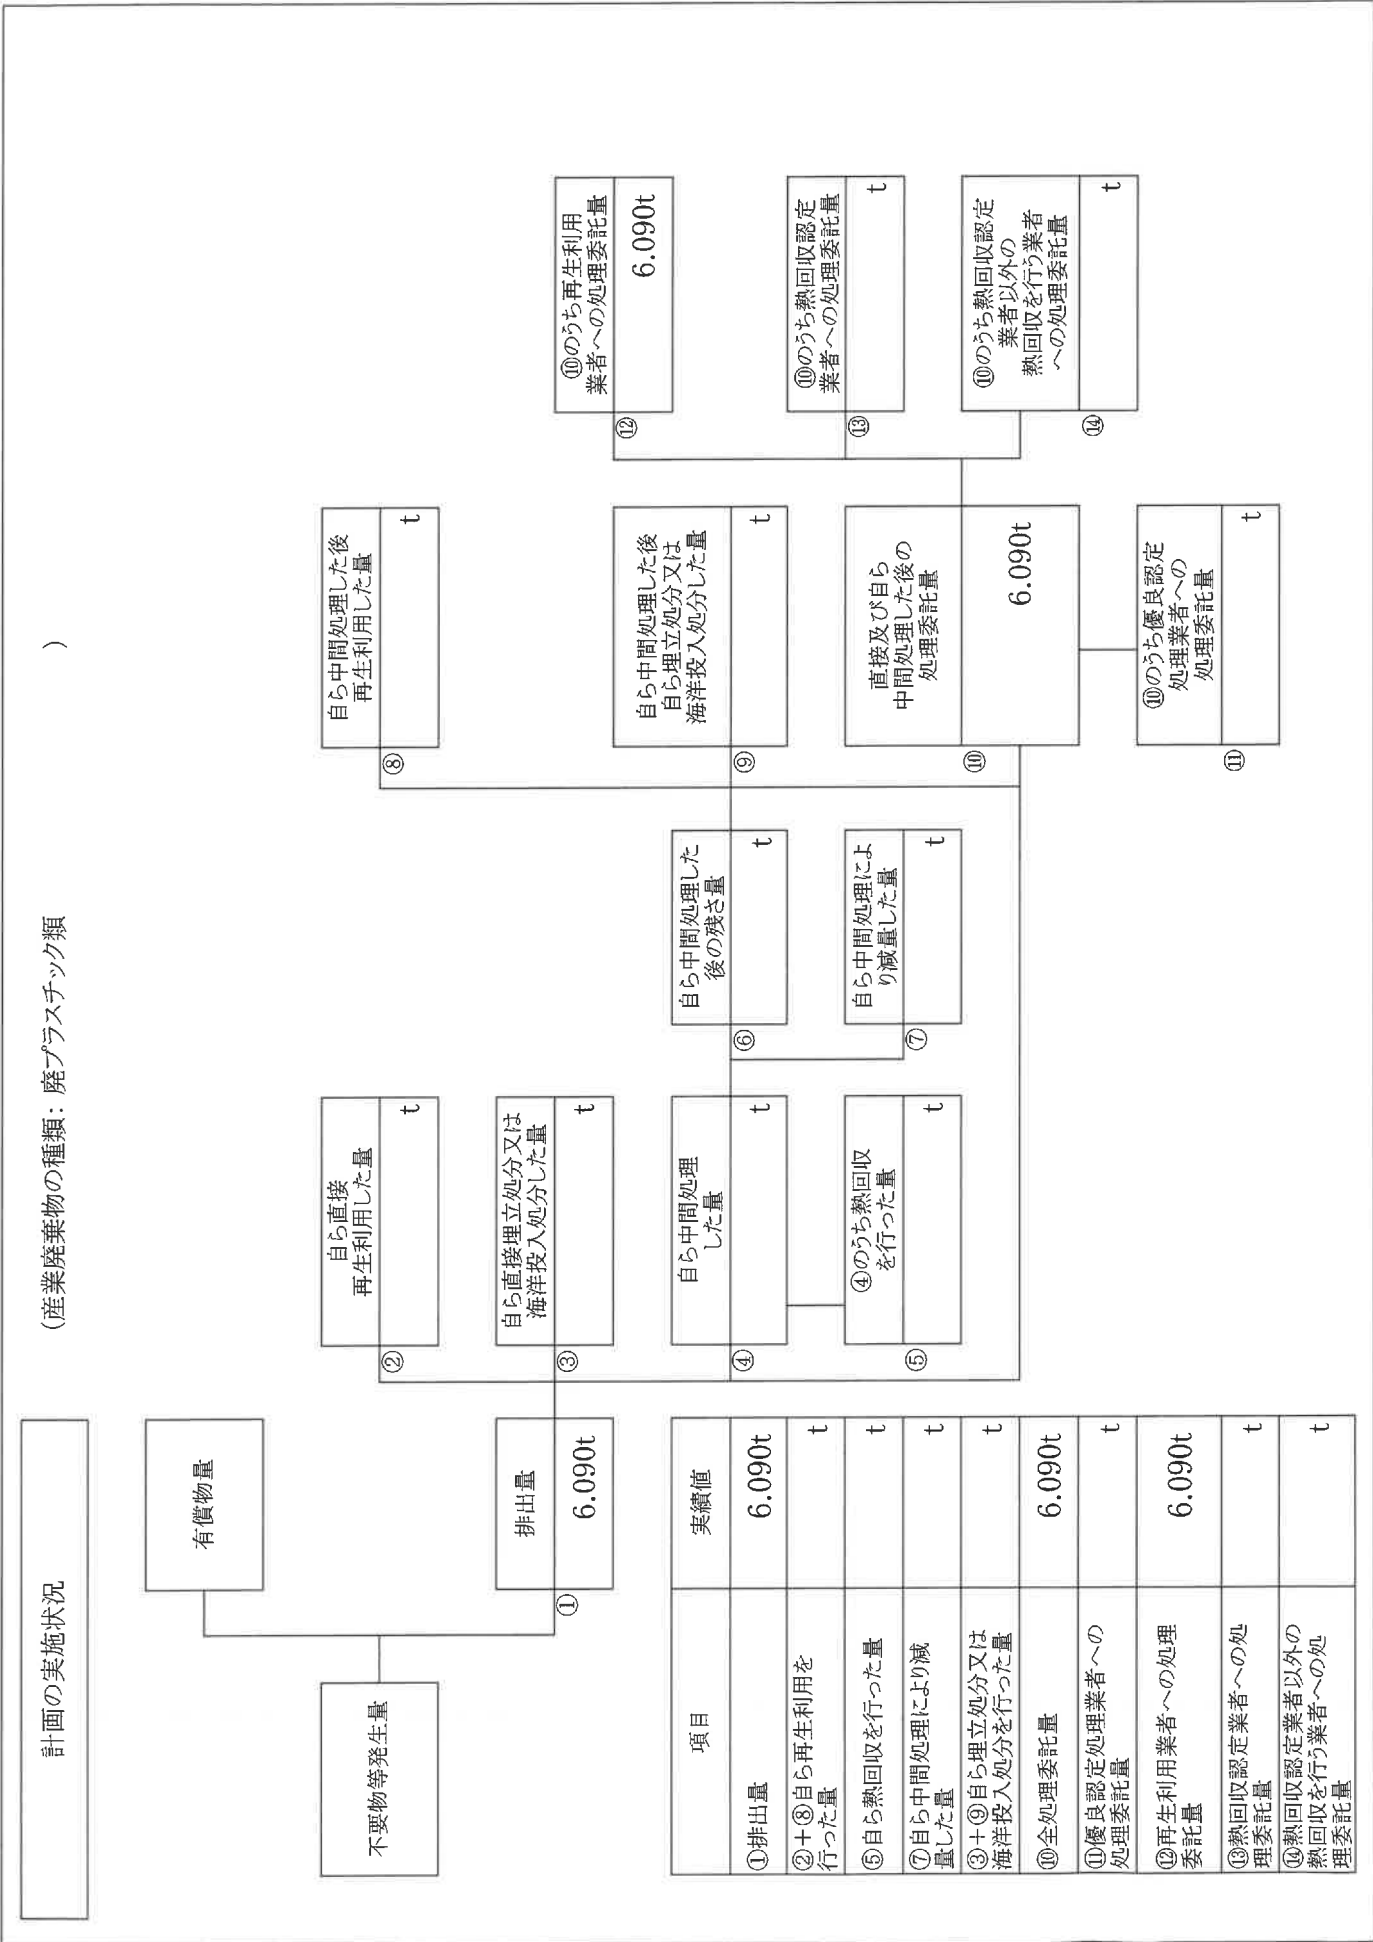 計画の実施状況
(産業廃棄物の種類：廃プラスチック類 )
不要物等発生量
有償物量
①
排出量
6.090t
②
自ら直接
再生利用した量
t
③
自ら直接埋立処分又は
海洋投入処分した量
t
④
自ら中間処理
した量
t
⑤
④のうち熱回収
を行った量
t
⑥
自ら中間処理した
後の残さ量
t
⑦
自ら中間処理によ
り減量した量
t
⑧
自ら中間処理した後
再生利用した量
t
⑨
自ら中間処理した後
自ら埋立処分又は
海洋投入処分した量
t
⑩
直接及び自ら
中間処理した後の
処理委託量
6.090t
⑪
⑩のうち優良認定
処理業者への
処理委託量
t
⑫
⑩のうち再生利用
業者への処理委託量
6.090t
⑬
⑩のうち熱回収認定
業者への処理委託量
t
⑭
⑩のうち熱回収認定
業者以外の
熱回収を行う業者
への処理委託量
t
項目 実績値
①排出量 6.090t
②＋⑧自ら再生利用を
行った量 t
⑤自ら熱回収を行った量 t
⑦自ら中間処理により減
量した量 t
③＋⑨自ら埋立処分又は
海洋投入処分を行った量 t
⑩全処理委託量 6.090t
⑪優良認定処理業者への
処理委託量 t
⑫再生利用業者への処理
委託量 6.090t
⑬熱回収認定業者への処
理委託量 t
⑭熱回収認定業者以外の
熱回収を行う業者への処
理委託量 t